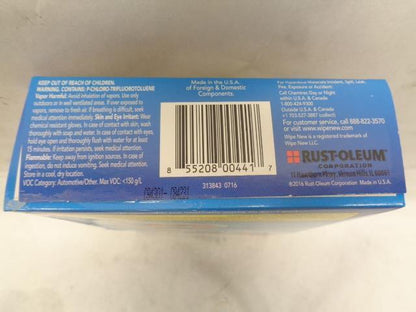 KEEP OUT OF REACH OF CHILDREN.
WARNING. CONTAINS: P-CHLORO-TRIFLUOROTOLUENE
Vapor Harmful: Avoid inhalation of vapors. Use only
outdoors or in well ventilated areas. If ever exposed to
vapors, remove to fresh air. If breathing is difficult, seek
medical attention immediately. Skin and Eye Irritant: Wear
chemical resistant gloves. In case of contact with skin, wash
thoroughly with soap and water. In case of contact with eyes,
hold eye open and thoroughly flush with water for at least
15 minutes. If irritation persists, seek medical attention.
Flammable: Keep away from ignition sources. In case of
ingestion, do not induce vomiting. Seek medical attention.
Store in a cool, dry location.
VOC Category: Automotive/Other. Max VOC: <150 g/L
Made in the U.S.A.
of Foreign & Domestic
Components.
8 55208 00441 7
313843 0716
For Hazardous Materials Incident, Spill, Leak,
Fire, Exposure or Accident:
Call Chemtrec Day or Night
within U.S.A. & Canada
1-800-424-9300
Outside U.S.A. & Canada
+1 703-527-3887 (collect)
For customer service, call 888-822-3570
or visit www.wipenew.com
Wipe New is a registered trademark of
Wipe New LLC.
RUST-OLEUM
CORPORATION
11 Hawthorn Pkwy, Vernon Hills, IL 60061
©2016 Rust Oleum Corporation Made in U.S.A.